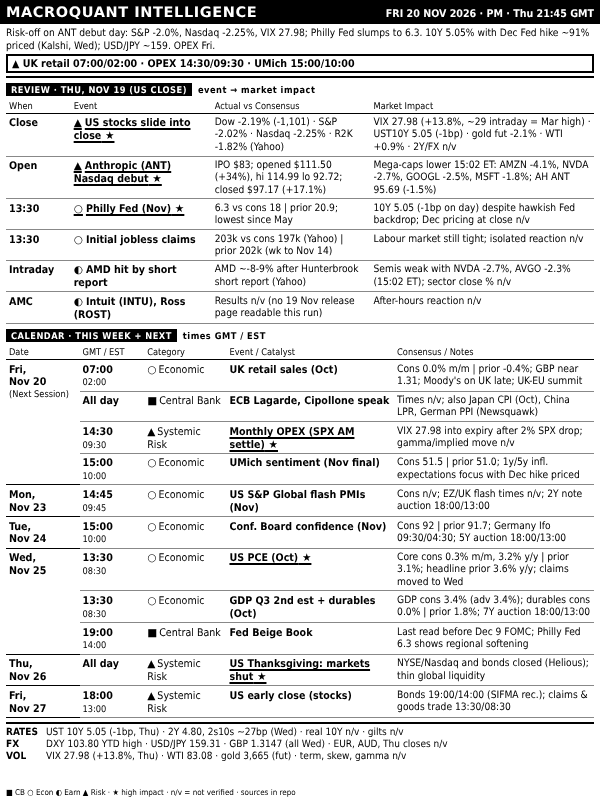 MACROQUANT INTELLIGENCE FRI 20 NOV 2026 · PM · Thu 21:45 GMT
Risk-off on ANT debut day: S&P -2.0%, Nasdaq -2.25%, VIX 27.98; Philly Fed slumps to 6.3. 10Y 5.05% with Dec Fed hike ~91%
priced (Kalshi, Wed); USD/JPY ~159. OPEX Fri.
▲ UK retail 07:00/02:00 · OPEX 14:30/09:30 · UMich 15:00/10:00
REVIEW · THU, NOV 19 (US CLOSE) event → market impact
When Event Actual vs Consensus Market Impact
Close ▲ US stocks slide into Dow -2.19% (-1,101) · S&P VIX 27.98 (+13.8%, ~29 intraday = Mar high) ·
close ★ -2.02% · Nasdaq -2.25% · R2K UST10Y 5.05 (-1bp) · gold fut -2.1% · WTI
-1.82% (Yahoo) +0.9% · 2Y/FX n/v
Open ▲ Anthropic (ANT) IPO $83; opened $111.50 Mega-caps lower 15:02 ET: AMZN -4.1%, NVDA
Nasdaq debut ★ (+34%), hi 114.99 lo 92.72; -2.7%, GOOGL -2.5%, MSFT -1.8%; AH ANT
closed $97.17 (+17.1%) 95.69 (-1.5%)
13:30 ○ Philly Fed (Nov) ★ 6.3 vs cons 18 | prior 20.9; 10Y 5.05 (-1bp on day) despite hawkish Fed
lowest since May backdrop; Dec pricing at close n/v
13:30 ○ Initial jobless claims 203k vs cons 197k (Yahoo) | Labour market still tight; isolated reaction n/v
prior 202k (wk to Nov 14)
Intraday ◐ AMD hit by short AMD ~-8-9% after Hunterbrook Semis weak with NVDA -2.7%, AVGO -2.3%
report short report (Yahoo) (15:02 ET); sector close % n/v
AMC ◐ Intuit (INTU), Ross Results n/v (no 19 Nov release After-hours reaction n/v
(ROST) page readable this run)
CALENDAR · THIS WEEK + NEXT times GMT / EST
Date GMT / EST Category Event / Catalyst Consensus / Notes
Fri, 07:00 ○ Economic UK retail sales (Oct) Cons 0.0% m/m | prior -0.4%; GBP near
Nov 20 02:00 1.31; Moody's on UK late; UK-EU summit
(Next Session)
All day ■ Central Bank ECB Lagarde, Cipollone speak Times n/v; also Japan CPI (Oct), China
LPR, German PPI (Newsquawk)
14:30 ▲ Systemic Monthly OPEX (SPX AM VIX 27.98 into expiry after 2% SPX drop;
09:30 Risk settle) ★ gamma/implied move n/v
15:00 ○ Economic UMich sentiment (Nov final) Cons 51.5 | prior 51.0; 1y/5y infl.
10:00 expectations focus with Dec hike priced
Mon, 14:45 ○ Economic US S&P Global flash PMIs Cons n/v; EZ/UK flash times n/v; 2Y note
Nov 23 09:45 (Nov) auction 18:00/13:00
Tue, 15:00 ○ Economic Conf. Board confidence (Nov) Cons 92 | prior 91.7; Germany Ifo
Nov 24 10:00 09:30/04:30; 5Y auction 18:00/13:00
Wed, 13:30 ○ Economic US PCE (Oct) ★ Core cons 0.3% m/m, 3.2% y/y | prior
Nov 25 08:30 3.1%; headline prior 3.6% y/y; claims
moved to Wed
13:30 ○ Economic GDP Q3 2nd est + durables GDP cons 3.4% (adv 3.4%); durables cons
08:30 (Oct) 0.0% | prior 1.8%; 7Y auction 18:00/13:00
19:00 ■ Central Bank Fed Beige Book Last read before Dec 9 FOMC; Philly Fed
14:00 6.3 shows regional softening
Thu, All day ▲ Systemic US Thanksgiving: markets NYSE/Nasdaq and bonds closed (Helious);
Nov 26 Risk shut ★ thin global liquidity
Fri, 18:00 ▲ Systemic US early close (stocks) Bonds 19:00/14:00 (SIFMA rec.); claims &
Nov 27 13:00 Risk goods trade 13:30/08:30
RATES UST 10Y 5.05 (-1bp, Thu) · 2Y 4.80, 2s10s ~27bp (Wed) · real 10Y n/v · gilts n/v
FX DXY 103.80 YTD high · USD/JPY 159.31 · GBP 1.3147 (all Wed) · EUR, AUD, Thu closes n/v
VOL VIX 27.98 (+13.8%, Thu) · WTI 83.08 · gold 3,665 (fut) · term, skew, gamma n/v
■ CB ○ Econ ◐ Earn ▲ Risk · ★ high impact · n/v = not verified · sources in repo